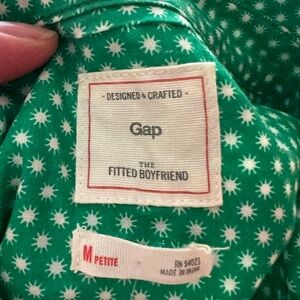 - DESIGNED & CRAFTED -
Gap
THE
FITTED BOYFRIEND
M PETITE
RN 54023
MADE IN INDIA